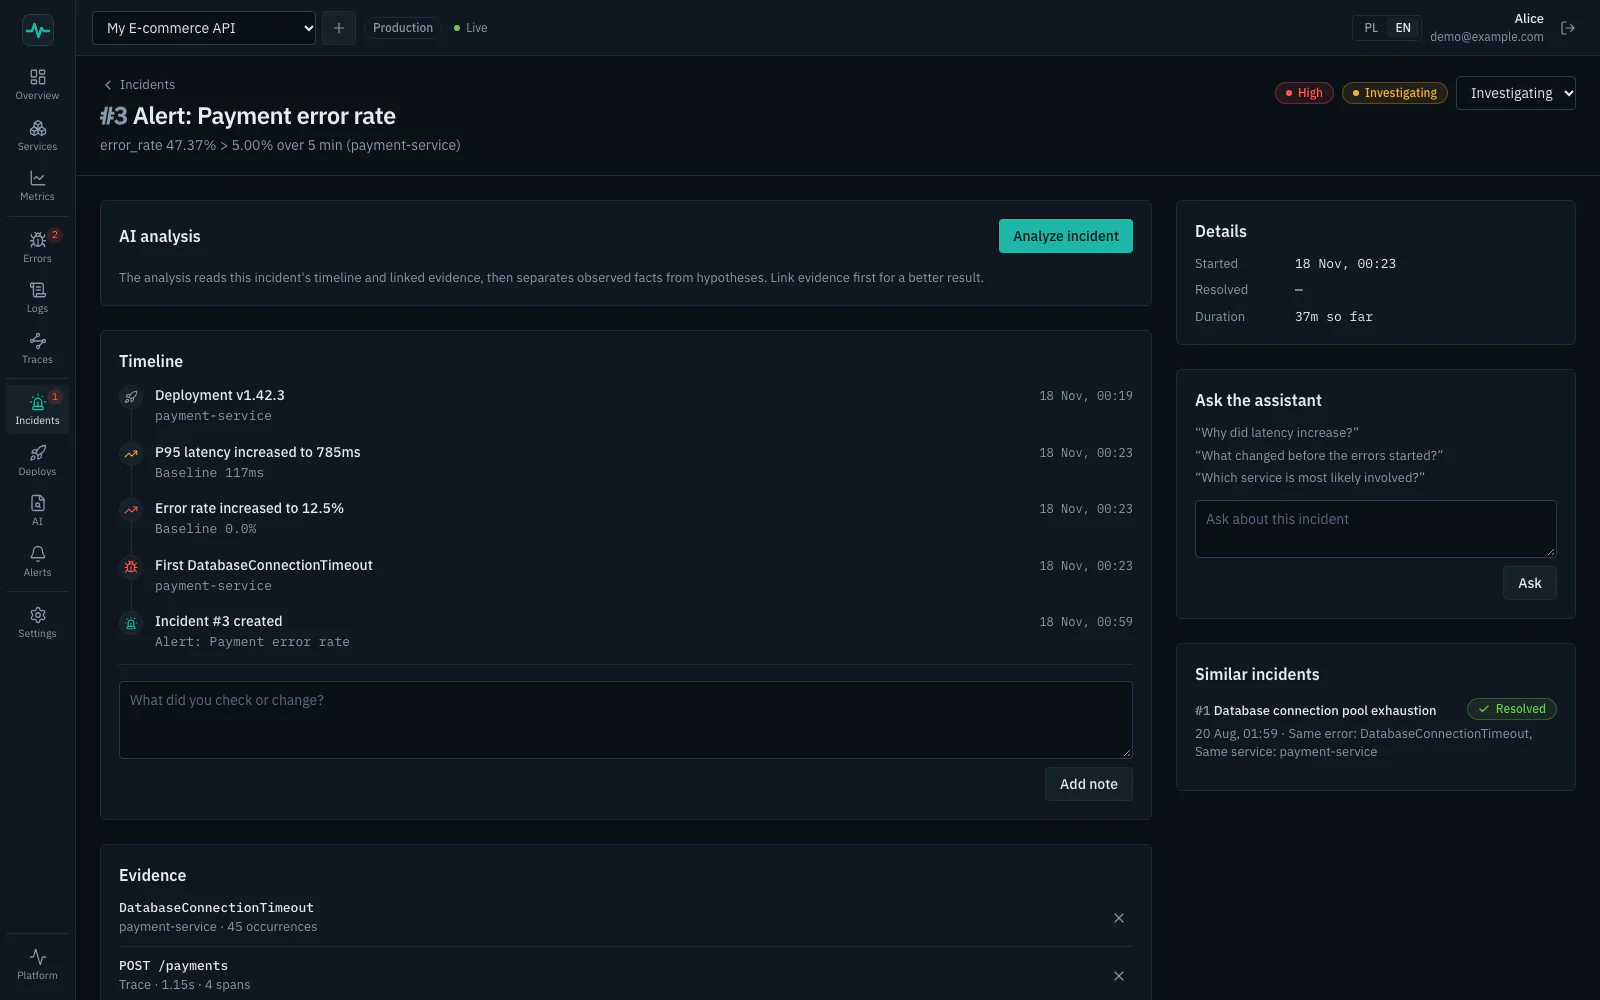 My E-commerce API
+
Production
Live
PL
EN
Alice
demo@example.com
Overview
Services
Metrics
2
Errors
Logs
Traces
1
Incidents
Deploys
AI
Alerts
Settings
Platform
Incidents
#3 Alert: Payment error rate
error_rate 47.37% > 5.00% over 5 min (payment-service)
High
Investigating
Investigating
AI analysis
Analyze incident
The analysis reads this incident's timeline and linked evidence, then separates observed facts from hypotheses. Link evidence first for a better result.
Timeline
Deployment v1.42.3
18 Nov, 00:19
payment-service
P95 latency increased to 785ms
18 Nov, 00:23
Baseline 117ms
Error rate increased to 12.5%
18 Nov, 00:23
Baseline 0.0%
First DatabaseConnectionTimeout
18 Nov, 00:23
payment-service
Incident #3 created
18 Nov, 00:59
Alert: Payment error rate
What did you check or change?
Add note
Evidence
DatabaseConnectionTimeout
payment-service · 45 occurrences
POST /payments
Trace · 1.15s · 4 spans
Details
Started 18 Nov, 00:23
Resolved —
Duration 37m so far
Ask the assistant
“Why did latency increase?”
“What changed before the errors started?”
“Which service is most likely involved?”
Ask about this incident
Ask
Similar incidents
#1 Database connection pool exhaustion
Resolved
20 Aug, 01:59 · Same error: DatabaseConnectionTimeout,
Same service: payment-service